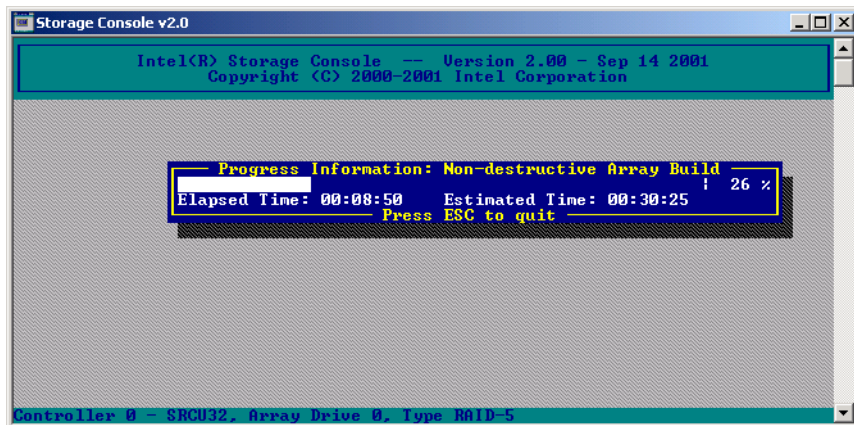 Storage Console v2.0
Intel(R) Storage Console -- Version 2.00 - Sep 14 2001
Copyright (C) 2000-2001 Intel Corporation
Progress Information: Non-destructive Array Build
26 %
Elapsed Time: 00:08:50 Estimated Time: 00:30:25
Press ESC to quit
Controller 0 - SRCU32, Array Drive 0, Type RAID-5